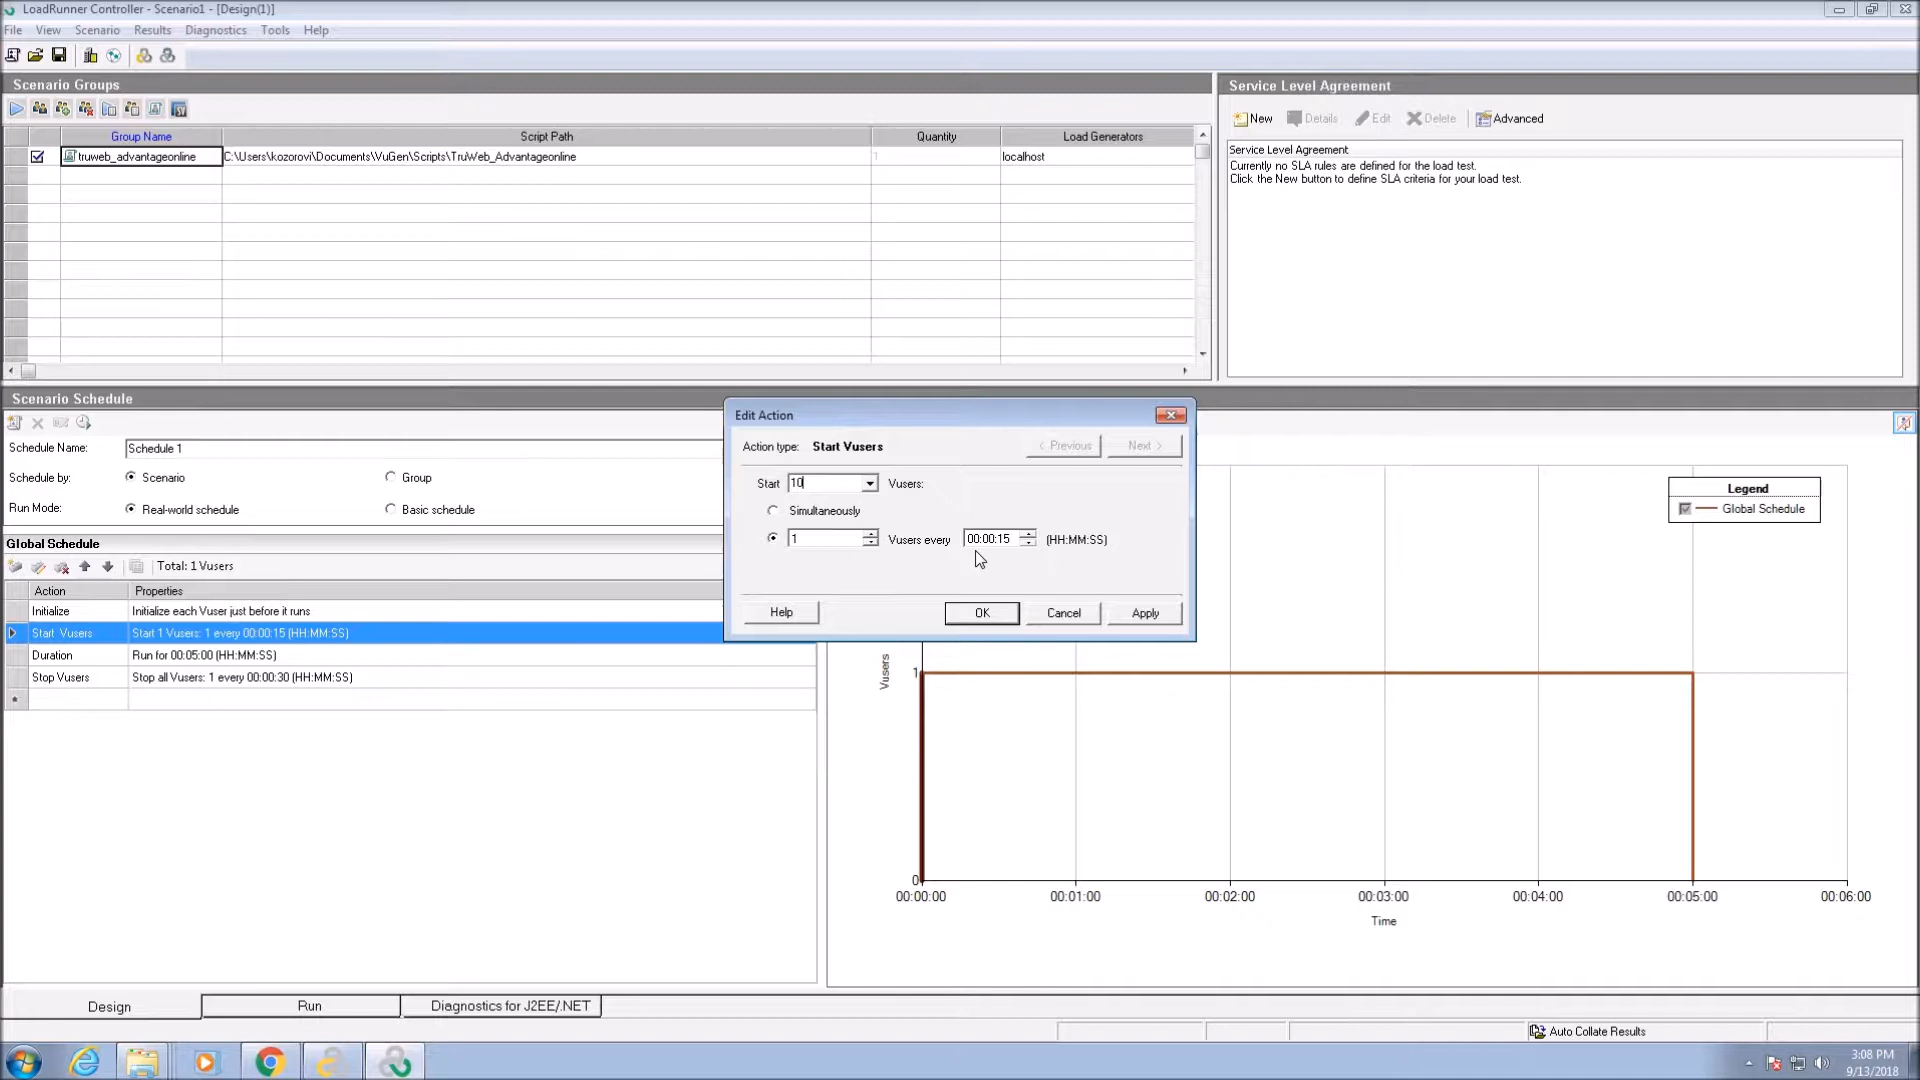 LoadRunner Controller - Scenario1 - [Design(1)]
File View Scenario Results Diagnostics Tools Help
Scenario Groups
Group Name Script Path Quantity Load Generators
truweb_advantageonline C:\Users\kozorovi\Documents\VuGen\Scripts\TruWeb_Advantageonline 1 localhost
Service Level Agreement
New Details Edit Delete Advanced
Service Level Agreement
Currently no SLA rules are defined for the load test.
Click the New button to define SLA criteria for your load test.
Scenario Schedule
Schedule Name: Schedule 1
Schedule by: Scenario Group
Run Mode: Real-world schedule Basic schedule
Global Schedule
Total: 1 Vusers
Action Properties
Initialize Initialize each Vuser just before it runs
Start Vusers Start 1 Vusers: 1 every 00:00:15 (HH:MM:SS)
Duration Run for 00:05:00 (HH:MM:SS)
Stop Vusers Stop all Vusers: 1 every 00:00:30 (HH:MM:SS)
*
Edit Action
Action type: Start Vusers < Previous Next >
Start 10 Vusers:
Simultaneously
1 Vusers every 00:00:15 (HH:MM:SS)
Help OK Cancel Apply
Legend
Global Schedule
Vusers
1
0
00:00:00 00:01:00 00:02:00 00:03:00 00:04:00 00:05:00 00:06:00
Time
Design Run Diagnostics for J2EE/.NET
Auto Collate Results
3:08 PM
9/13/2018